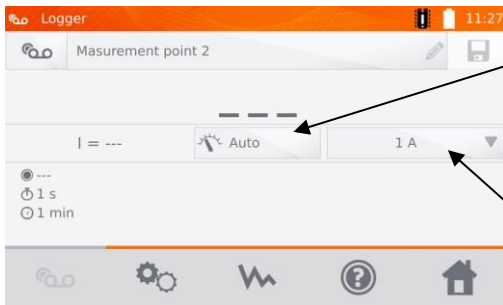 Logger 11:27
Masurement point 2
– – –
I = --- Auto 1 A
---
1 s
1 min
?